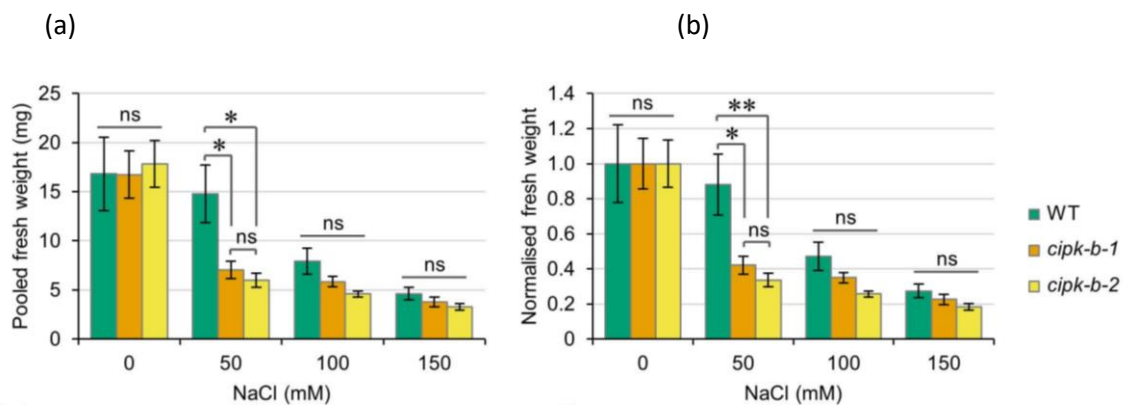 (a)
Pooled fresh weight (mg)
25
20
15
10
5
0
ns
*
*
ns
ns
ns
0 50 100 150
NaCl (mM)
(b)
Normalised fresh weight
1.4
1.2
1.0
0.8
0.6
0.4
0.2
0
ns
**
*
ns
ns
ns
0 50 100 150
NaCl (mM)
WT
cipk-b-1
cipk-b-2